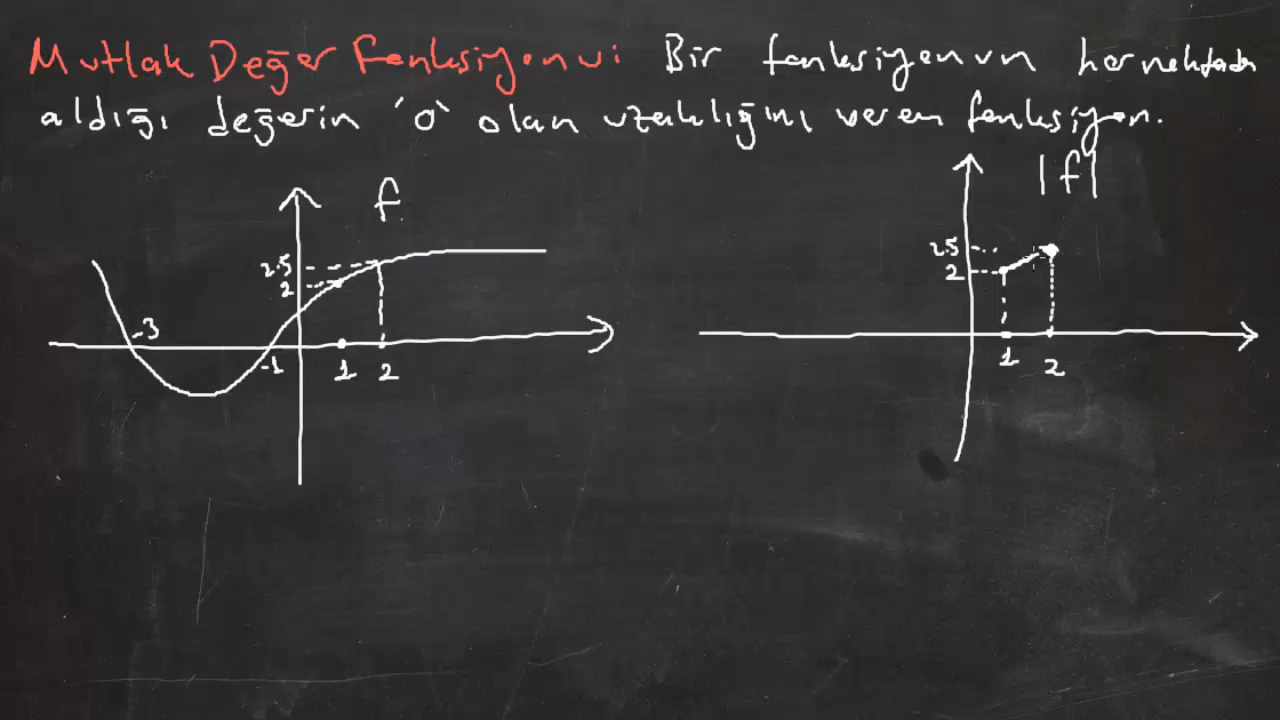 Mutlak Değer Fonksiyonu: Bir fonksiyonun her noktada
aldığı değerin '0' olan uzaklığını veren fonksiyon.
f
|f|
2.5
2
-3
-1
1
2
2.5
2
1
2